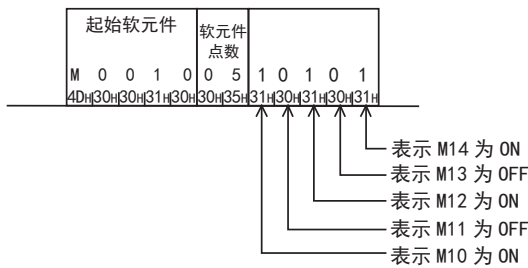 起始软元件
软元件
点数
M 0 0 1 0 0 5 1 0 1 0 1
4DH 30H 30H 31H 30H 30H 35H 31H 30H 31H 30H 31H
表示 M14 为 ON
表示 M13 为 OFF
表示 M12 为 ON
表示 M11 为 OFF
表示 M10 为 ON